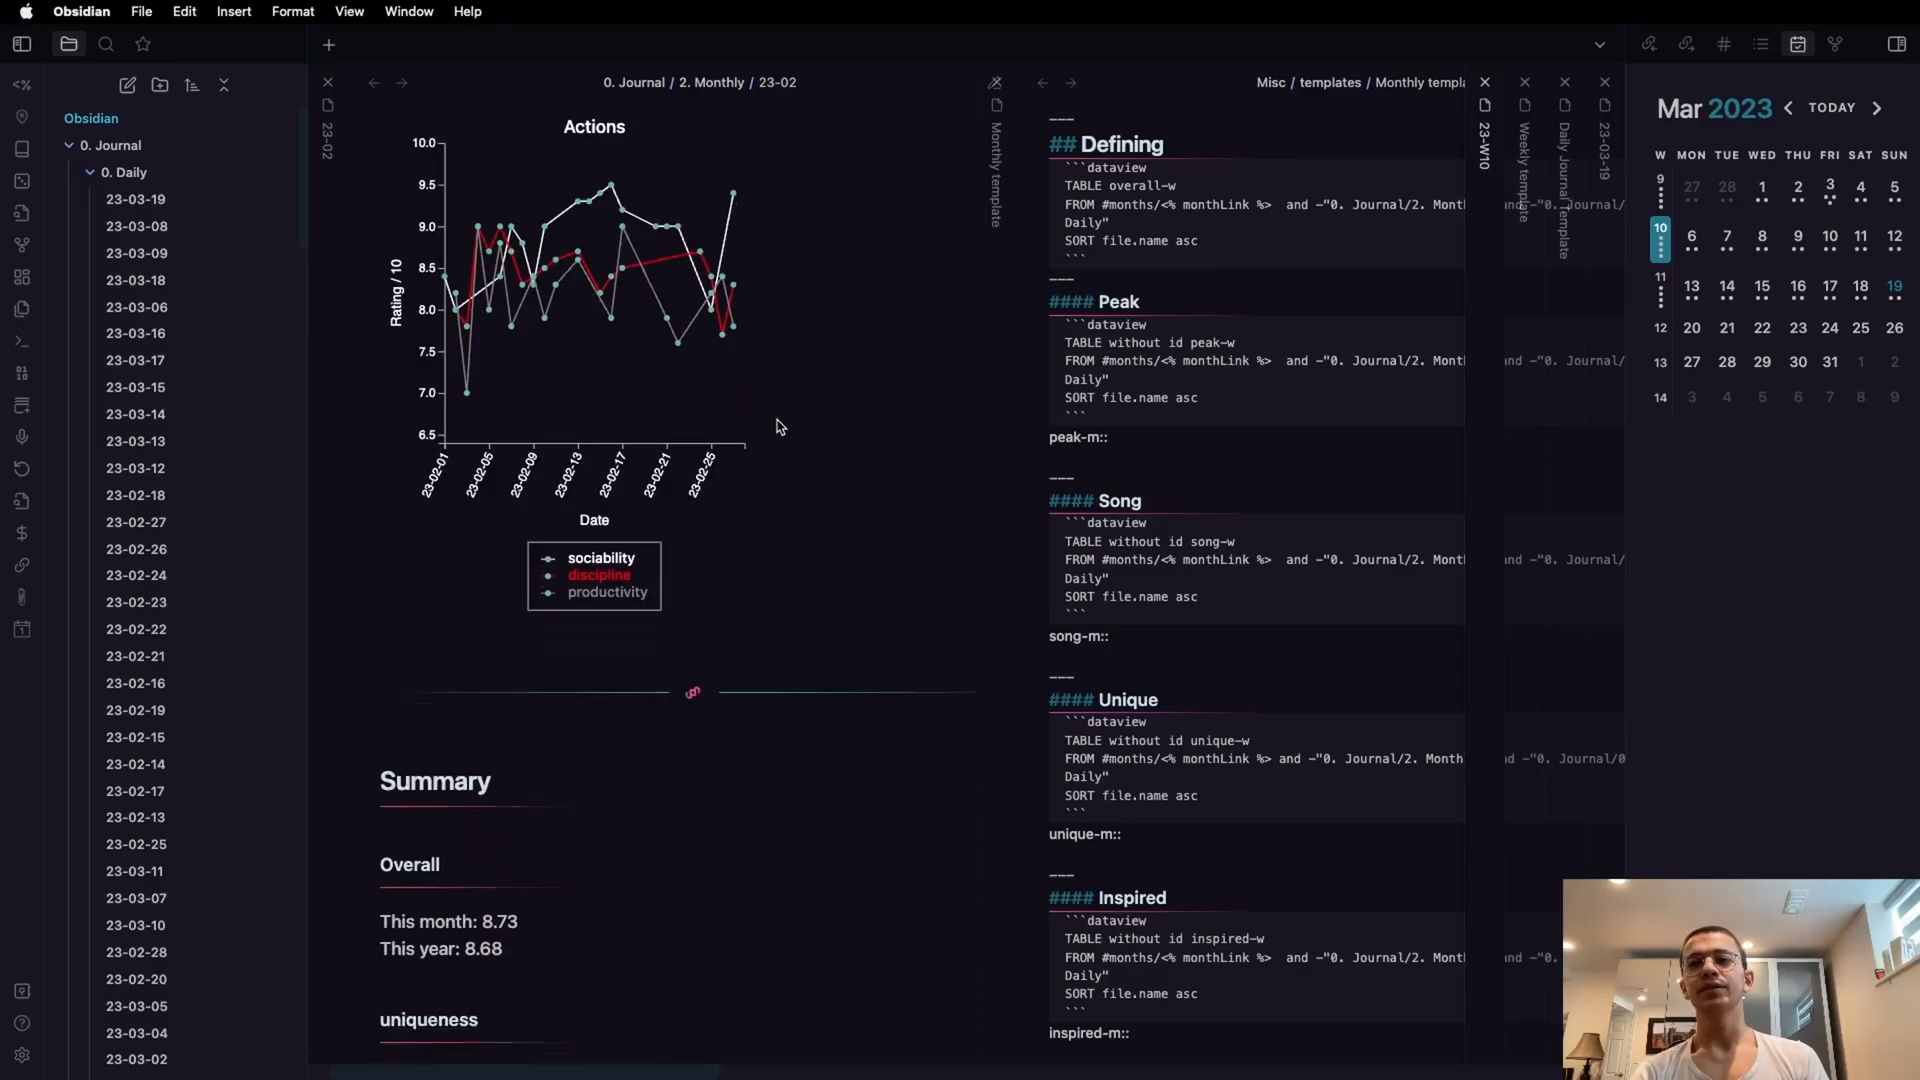 Obsidian File Edit Insert Format View Window Help
Obsidian
0. Journal
0. Daily
23-03-19
23-03-08
23-03-09
23-03-18
23-03-06
23-03-16
23-03-17
23-03-15
23-03-14
23-03-13
23-03-12
23-02-18
23-02-27
23-02-26
23-02-24
23-02-23
23-02-22
23-02-21
23-02-16
23-02-19
23-02-15
23-02-14
23-02-17
23-02-13
23-02-25
23-03-11
23-03-07
23-03-10
23-02-28
23-02-20
23-03-05
23-03-04
23-03-02
23-02
0. Journal / 2. Monthly / 23-02
Actions
Rating / 10
10.0
9.5
9.0
8.5
8.0
7.5
7.0
6.5
23-02-01 23-02-05 23-02-09 23-02-13 23-02-17 23-02-21 23-02-25
Date
sociability
discipline
productivity
Summary
Overall
This month: 8.73
This year: 8.68
uniqueness
Monthly template
Misc / templates / Monthly templa
---
## Defining
```dataview
TABLE overall-w
FROM #months/<% monthLink %>  and -"0. Journal/2. Mont
Daily"
SORT file.name asc
```
---
#### Peak
```dataview
TABLE without id peak-w
FROM #months/<% monthLink %>  and -"0. Journal/2. Mont
Daily"
SORT file.name asc
```
peak-m::
---
#### Song
```dataview
TABLE without id song-w
FROM #months/<% monthLink %>  and -"0. Journal/2. Mont
Daily"
SORT file.name asc
```
song-m::
---
#### Unique
```dataview
TABLE without id unique-w
FROM #months/<% monthLink %> and -"0. Journal/2. Month
Daily"
SORT file.name asc
```
unique-m::
---
#### Inspired
```dataview
TABLE without id inspired-w
FROM #months/<% monthLink %>  and -"0. Journal/2. Mont
Daily"
SORT file.name asc
```
inspired-m::
23-W10
Weekly template
Daily Journal Template
23-03-19
Mar 2023 TODAY
W MON TUE WED THU FRI SAT SUN
9 27 28 1 2 3 4 5
10 6 7 8 9 10 11 12
11 13 14 15 16 17 18 19
12 20 21 22 23 24 25 26
13 27 28 29 30 31 1 2
14 3 4 5 6 7 8 9